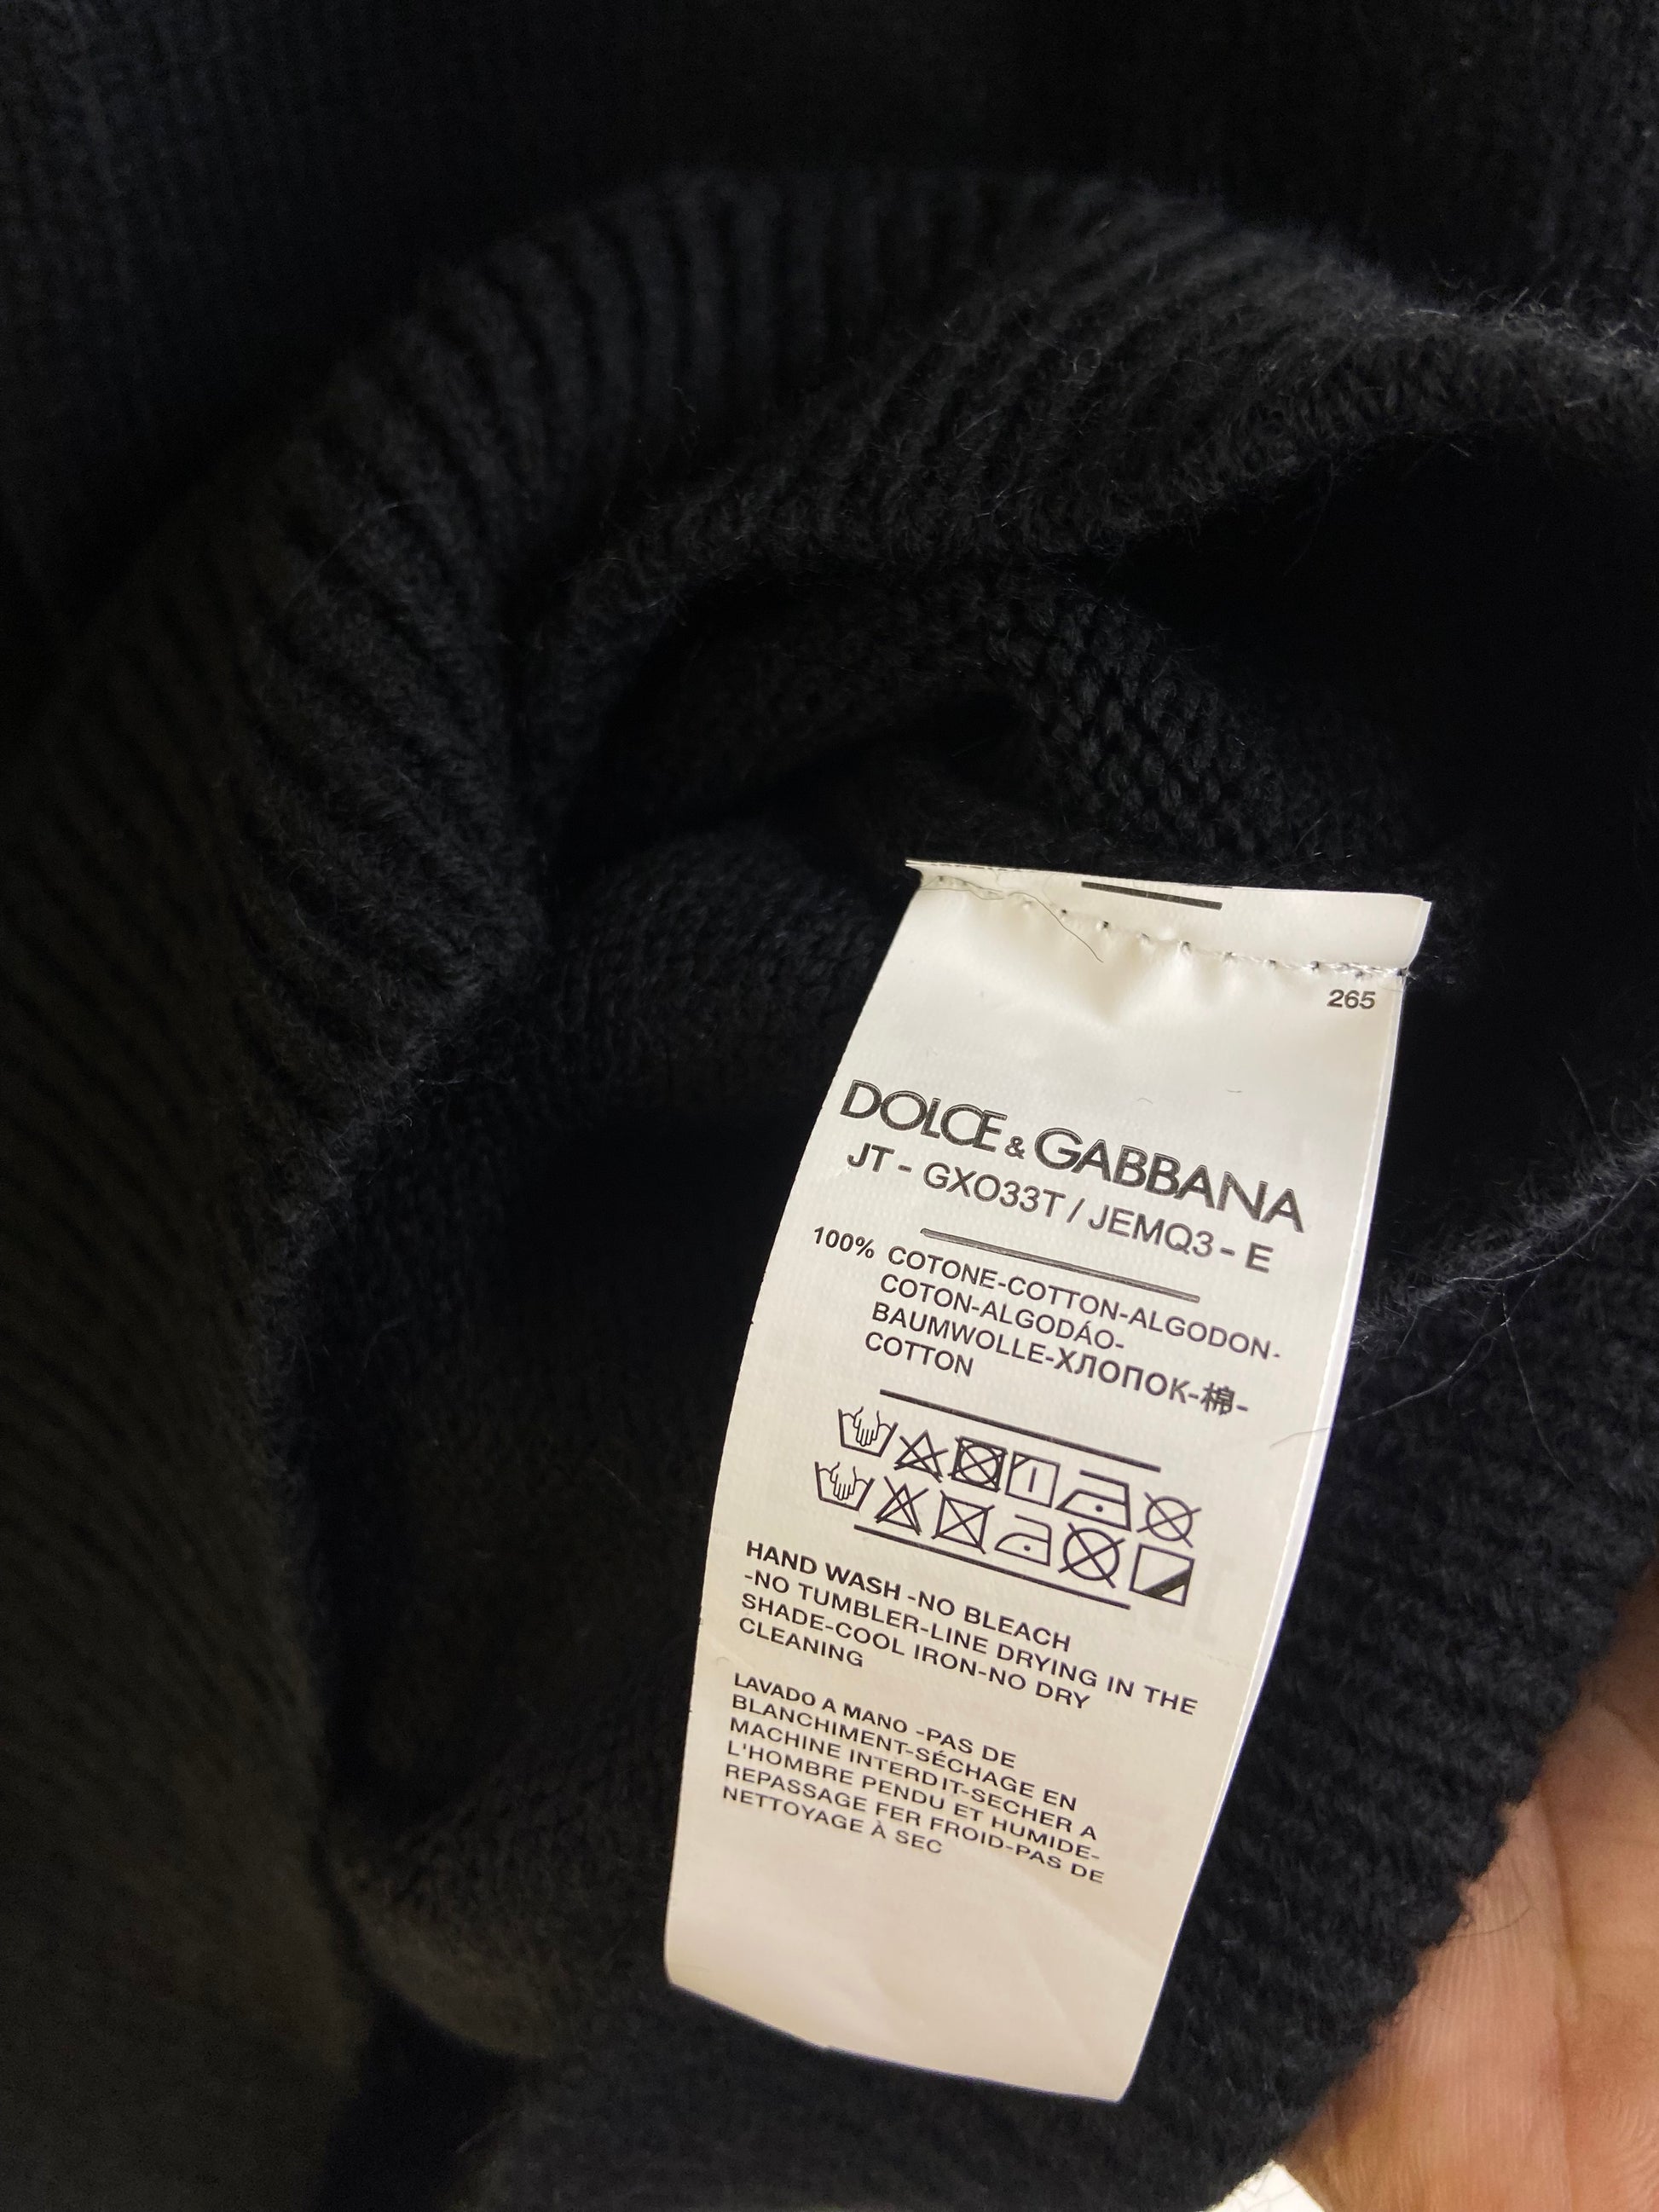 265
DOLCE & GABBANA
JT - GXO33T / JEMQ3 - E
100% COTONE-COTTON-ALGODON-
COTON-ALGODÁO-
BAUMWOLLE-ХЛОПОК-棉-
COTTON
HAND WASH -NO BLEACH
-NO TUMBLER-LINE DRYING IN THE
SHADE-COOL IRON-NO DRY
CLEANING
LAVADO A MANO -PAS DE
BLANCHIMENT-SÉCHAGE EN
MACHINE INTERDIT-SECHER A
L'HOMBRE PENDU ET HUMIDE-
REPASSAGE FER FROID-PAS DE
NETTOYAGE À SEC